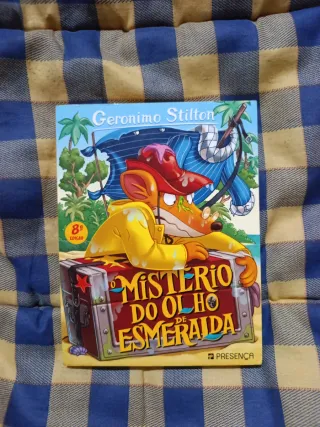 Geronimo Stilton
8ª
EDIÇÃO
O MISTÉRIO
DO OLHO
DE
ESMERALDA
PRESENÇA